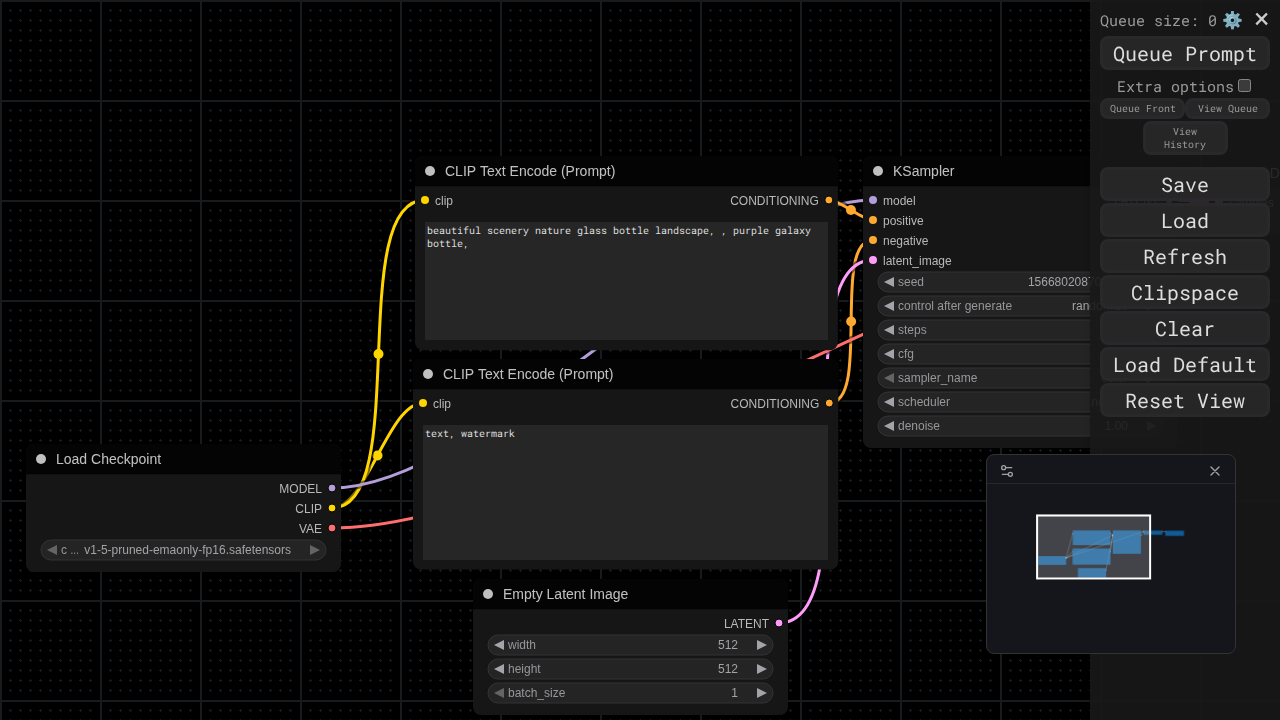 Queue size: 0
Queue Prompt
Extra options
Queue Front
View Queue
View
History
Save
Load
Refresh
Clipspace
Clear
Load Default
Reset View
CLIP Text Encode (Prompt)
clip
CONDITIONING
beautiful scenery nature glass bottle landscape, , purple galaxy
bottle,
KSampler
model
positive
negative
latent_image
seed
control after generate
steps
cfg
sampler_name
scheduler
denoise 1.00
CLIP Text Encode (Prompt)
clip
CONDITIONING
text, watermark
Load Checkpoint
MODEL
CLIP
VAE
c ... v1-5-pruned-emaonly-fp16.safetensors
Empty Latent Image
LATENT
width 512
height 512
batch_size 1